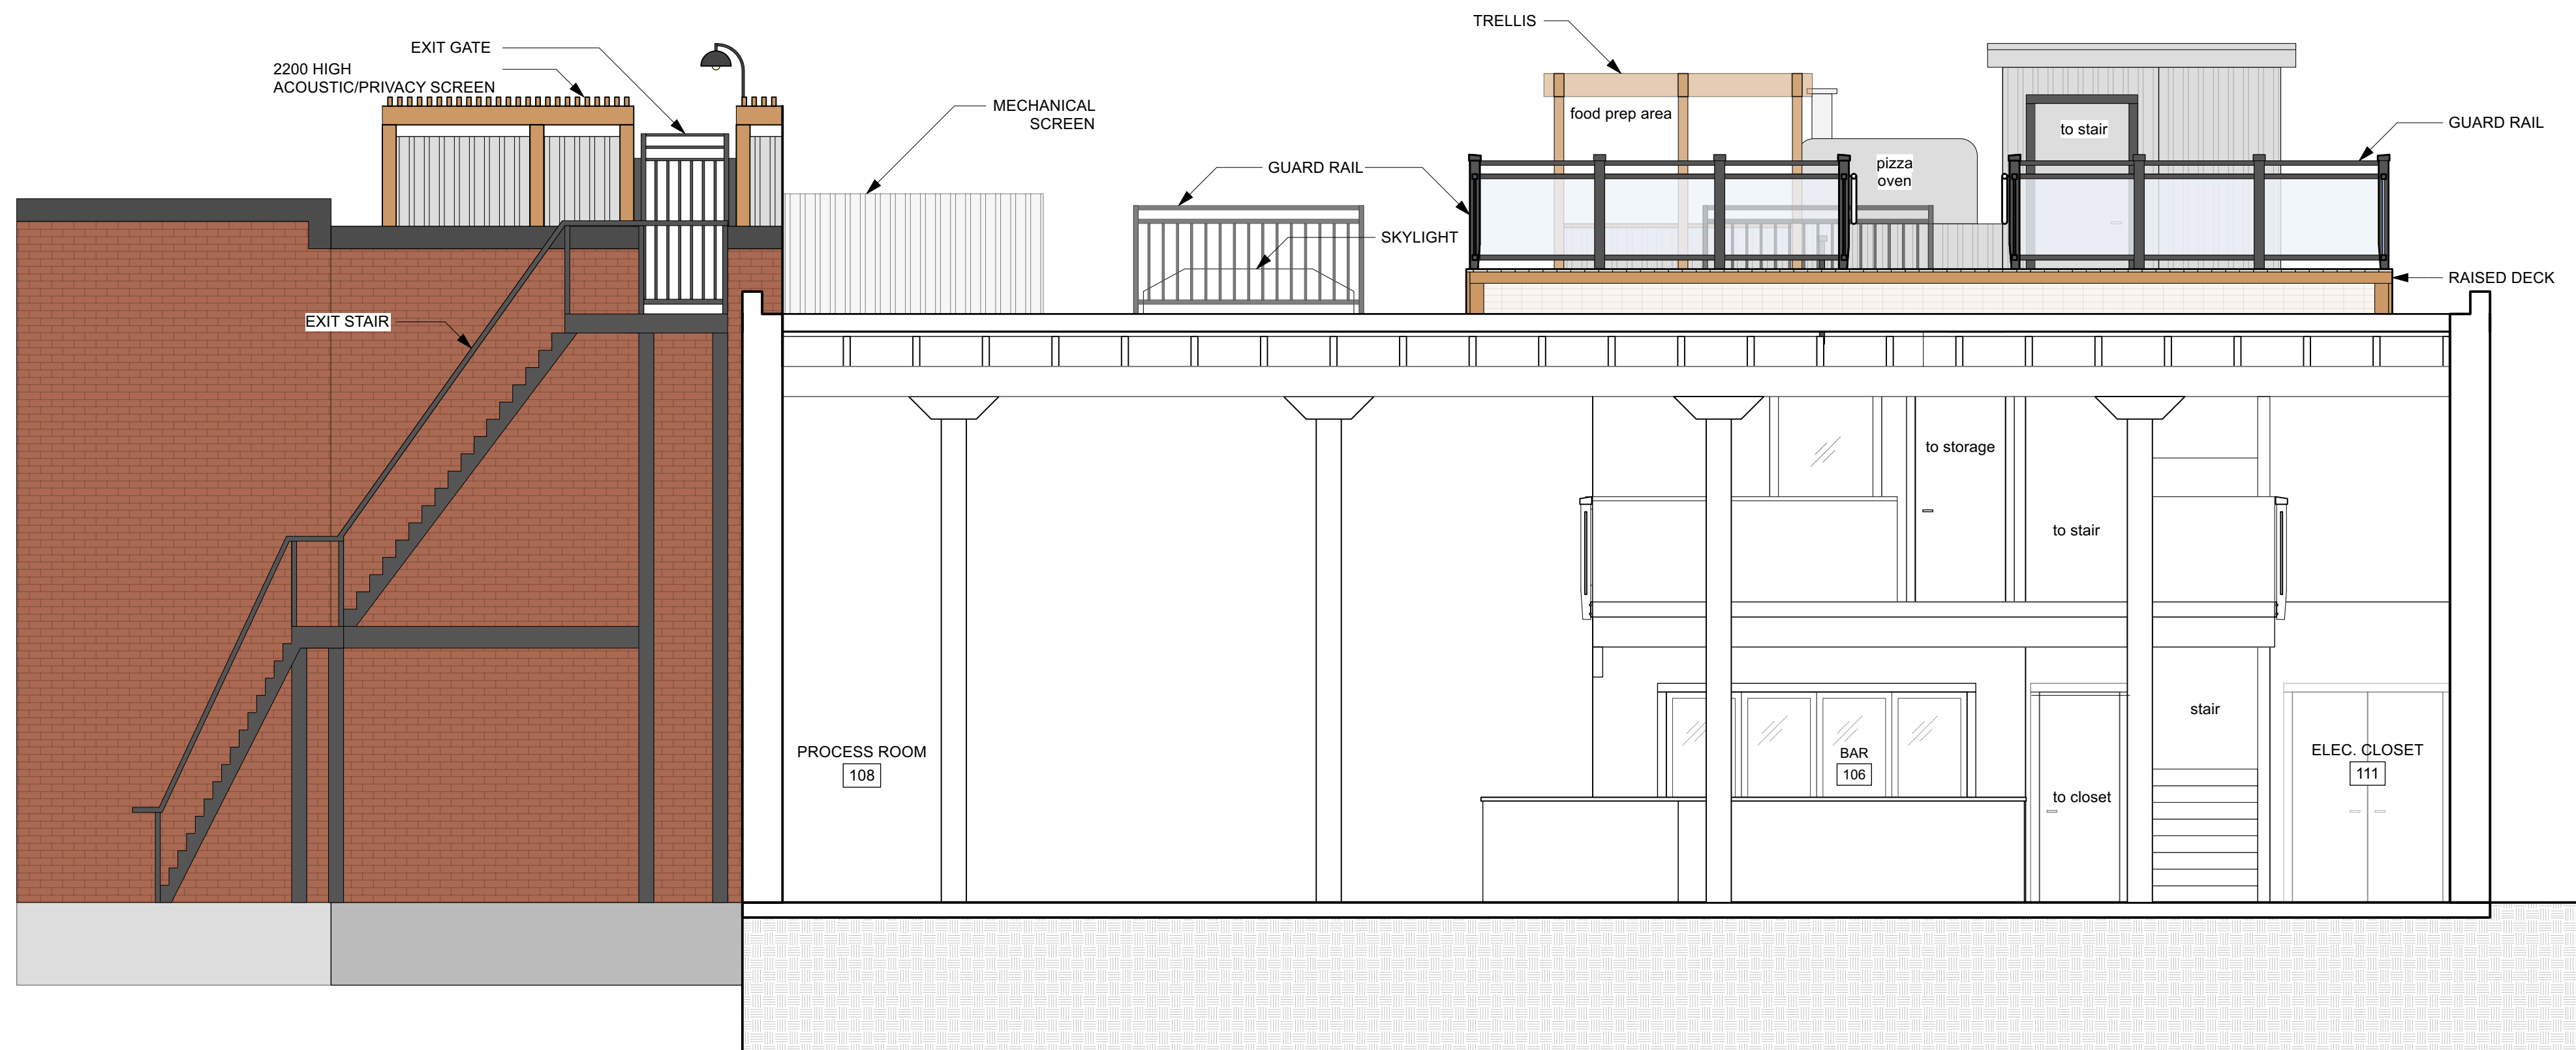 TRELLIS
EXIT GATE
2200 HIGH
ACOUSTIC/PRIVACY SCREEN
MECHANICAL
SCREEN
food prep area
to stair
GUARD RAIL
GUARD RAIL
pizza
oven
SKYLIGHT
RAISED DECK
EXIT STAIR
to storage
to stair
stair
PROCESS ROOM
108
BAR
106
ELEC. CLOSET
111
to closet